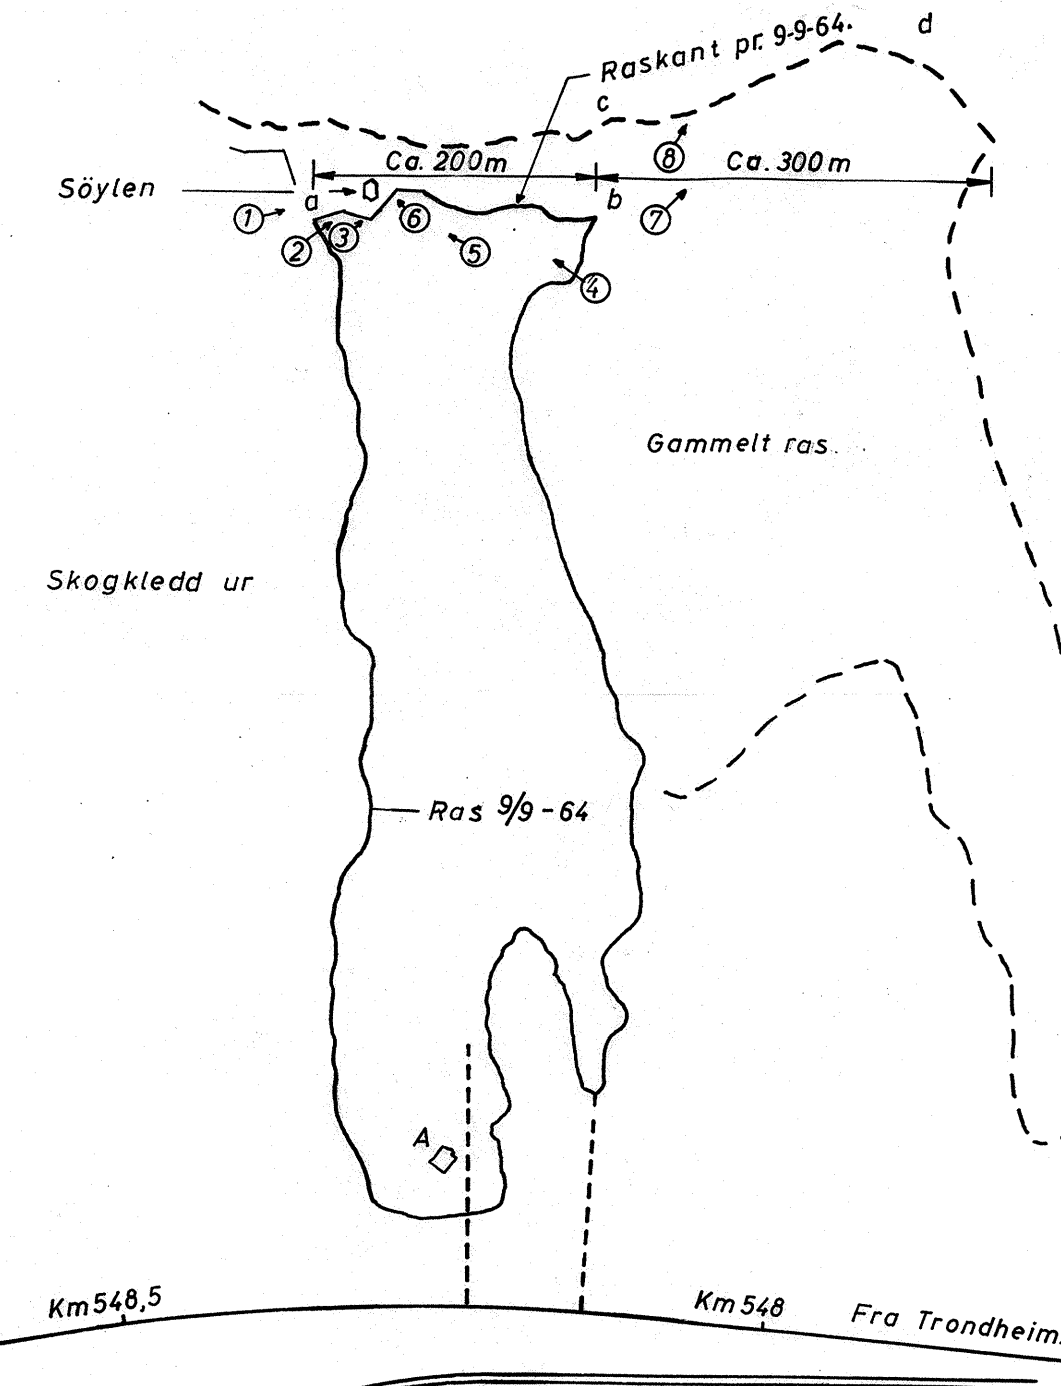 d
Raskant pr. 9-9-64.
c
Ca. 200m
8
Ca. 300m
Söylen
a
b
1
2
3
6
7
5
4
Gammelt ras.
Skogkledd ur
Ras 9/9-64
A
Km 548,5
Km 548
Fra Trondheim.